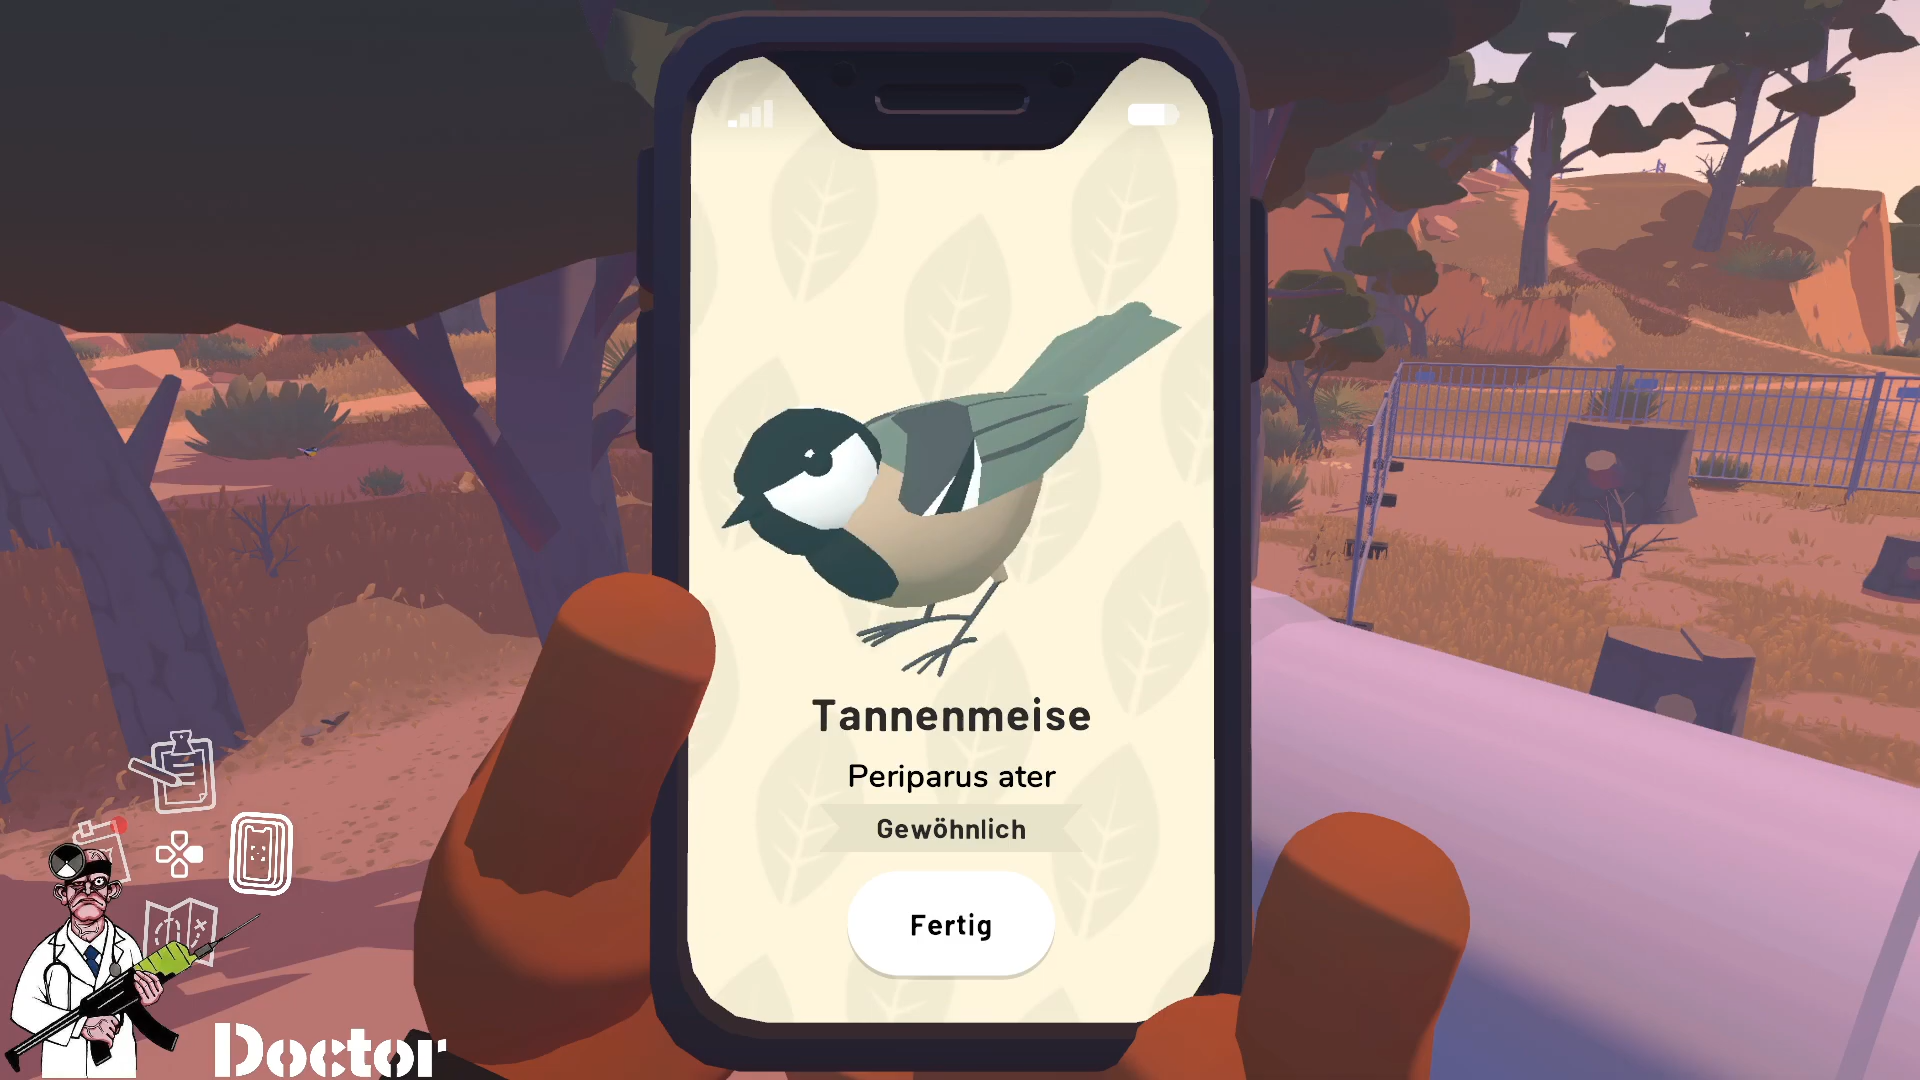 Tannenmeise
Periparus ater
Gewöhnlich
Fertig
Doctor